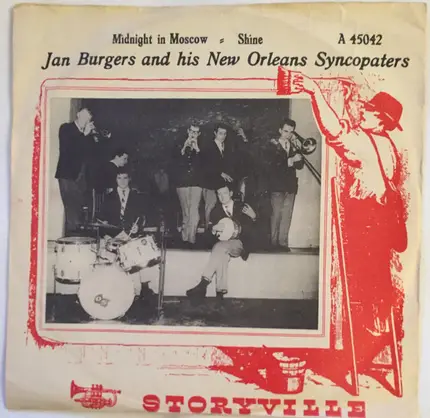 Midnight in Moscow - Shine A 45042
Jan Burgers and his New Orleans Syncopaters
STORYVILLE